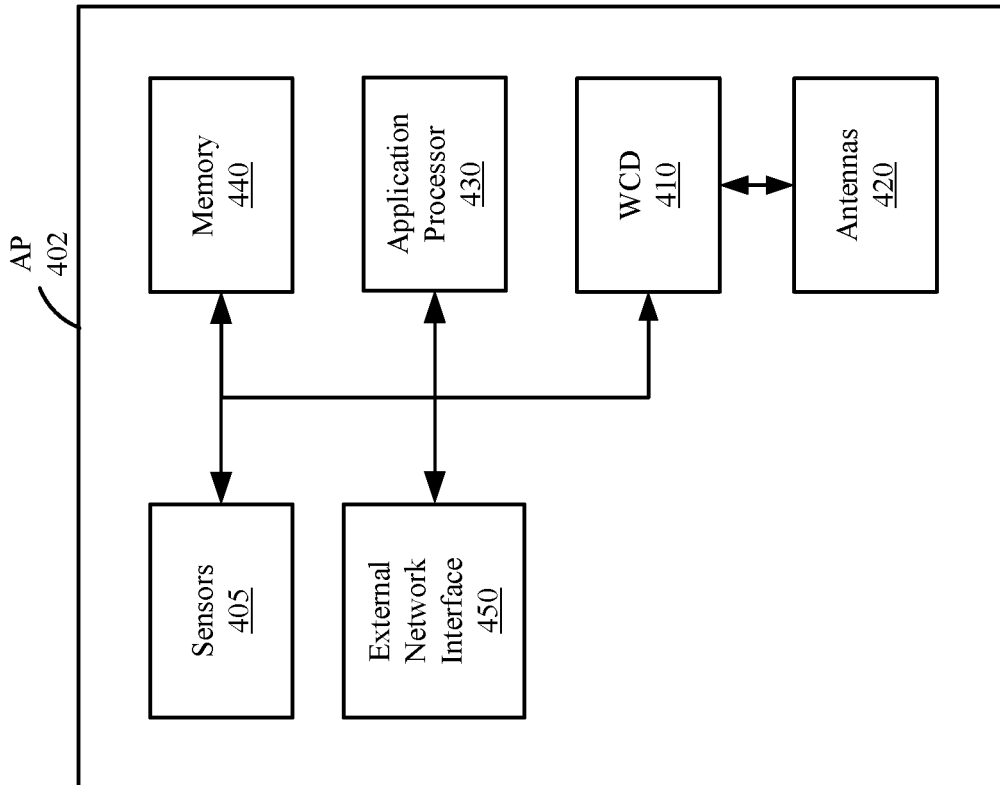 AP
402
Memory
440
Application
Processor
430
WCD
410
Antennas
420
Sensors
405
External
Network
Interface
450